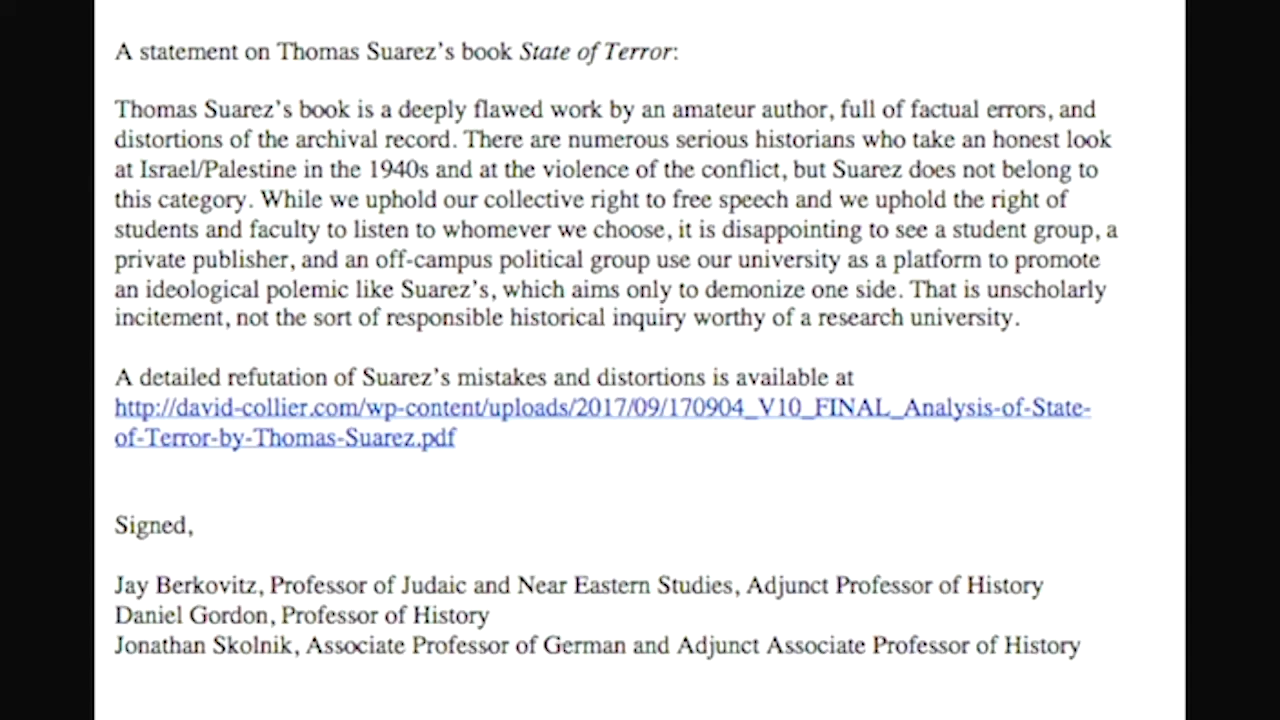 A statement on Thomas Suarez's book State of Terror:
Thomas Suarez's book is a deeply flawed work by an amateur author, full of factual errors, and
distortions of the archival record. There are numerous serious historians who take an honest look
at Israel/Palestine in the 1940s and at the violence of the conflict, but Suarez does not belong to
this category. While we uphold our collective right to free speech and we uphold the right of
students and faculty to listen to whomever we choose, it is disappointing to see a student group, a
private publisher, and an off-campus political group use our university as a platform to promote
an ideological polemic like Suarez's, which aims only to demonize one side. That is unscholarly
incitement, not the sort of responsible historical inquiry worthy of a research university.
A detailed refutation of Suarez's mistakes and distortions is available at
http://david-collier.com/wp-content/uploads/2017/09/170904_V10_FINAL_Analysis-of-State-
of-Terror-by-Thomas-Suarez.pdf
Signed,
Jay Berkovitz, Professor of Judaic and Near Eastern Studies, Adjunct Professor of History
Daniel Gordon, Professor of History
Jonathan Skolnik, Associate Professor of German and Adjunct Associate Professor of History